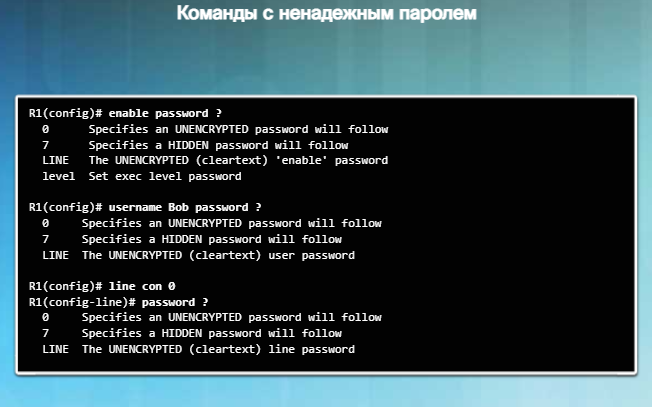 Команды с ненадежным паролем
R1(config)# enable password ?
0 Specifies an UNENCRYPTED password will follow
7 Specifies a HIDDEN password will follow
LINE The UNENCRYPTED (cleartext) 'enable' password
level Set exec level password
R1(config)# username Bob password ?
0 Specifies an UNENCRYPTED password will follow
7 Specifies a HIDDEN password will follow
LINE The UNENCRYPTED (cleartext) user password
R1(config)# line con 0
R1(config-line)# password ?
0 Specifies an UNENCRYPTED password will follow
7 Specifies a HIDDEN password will follow
LINE The UNENCRYPTED (cleartext) line password